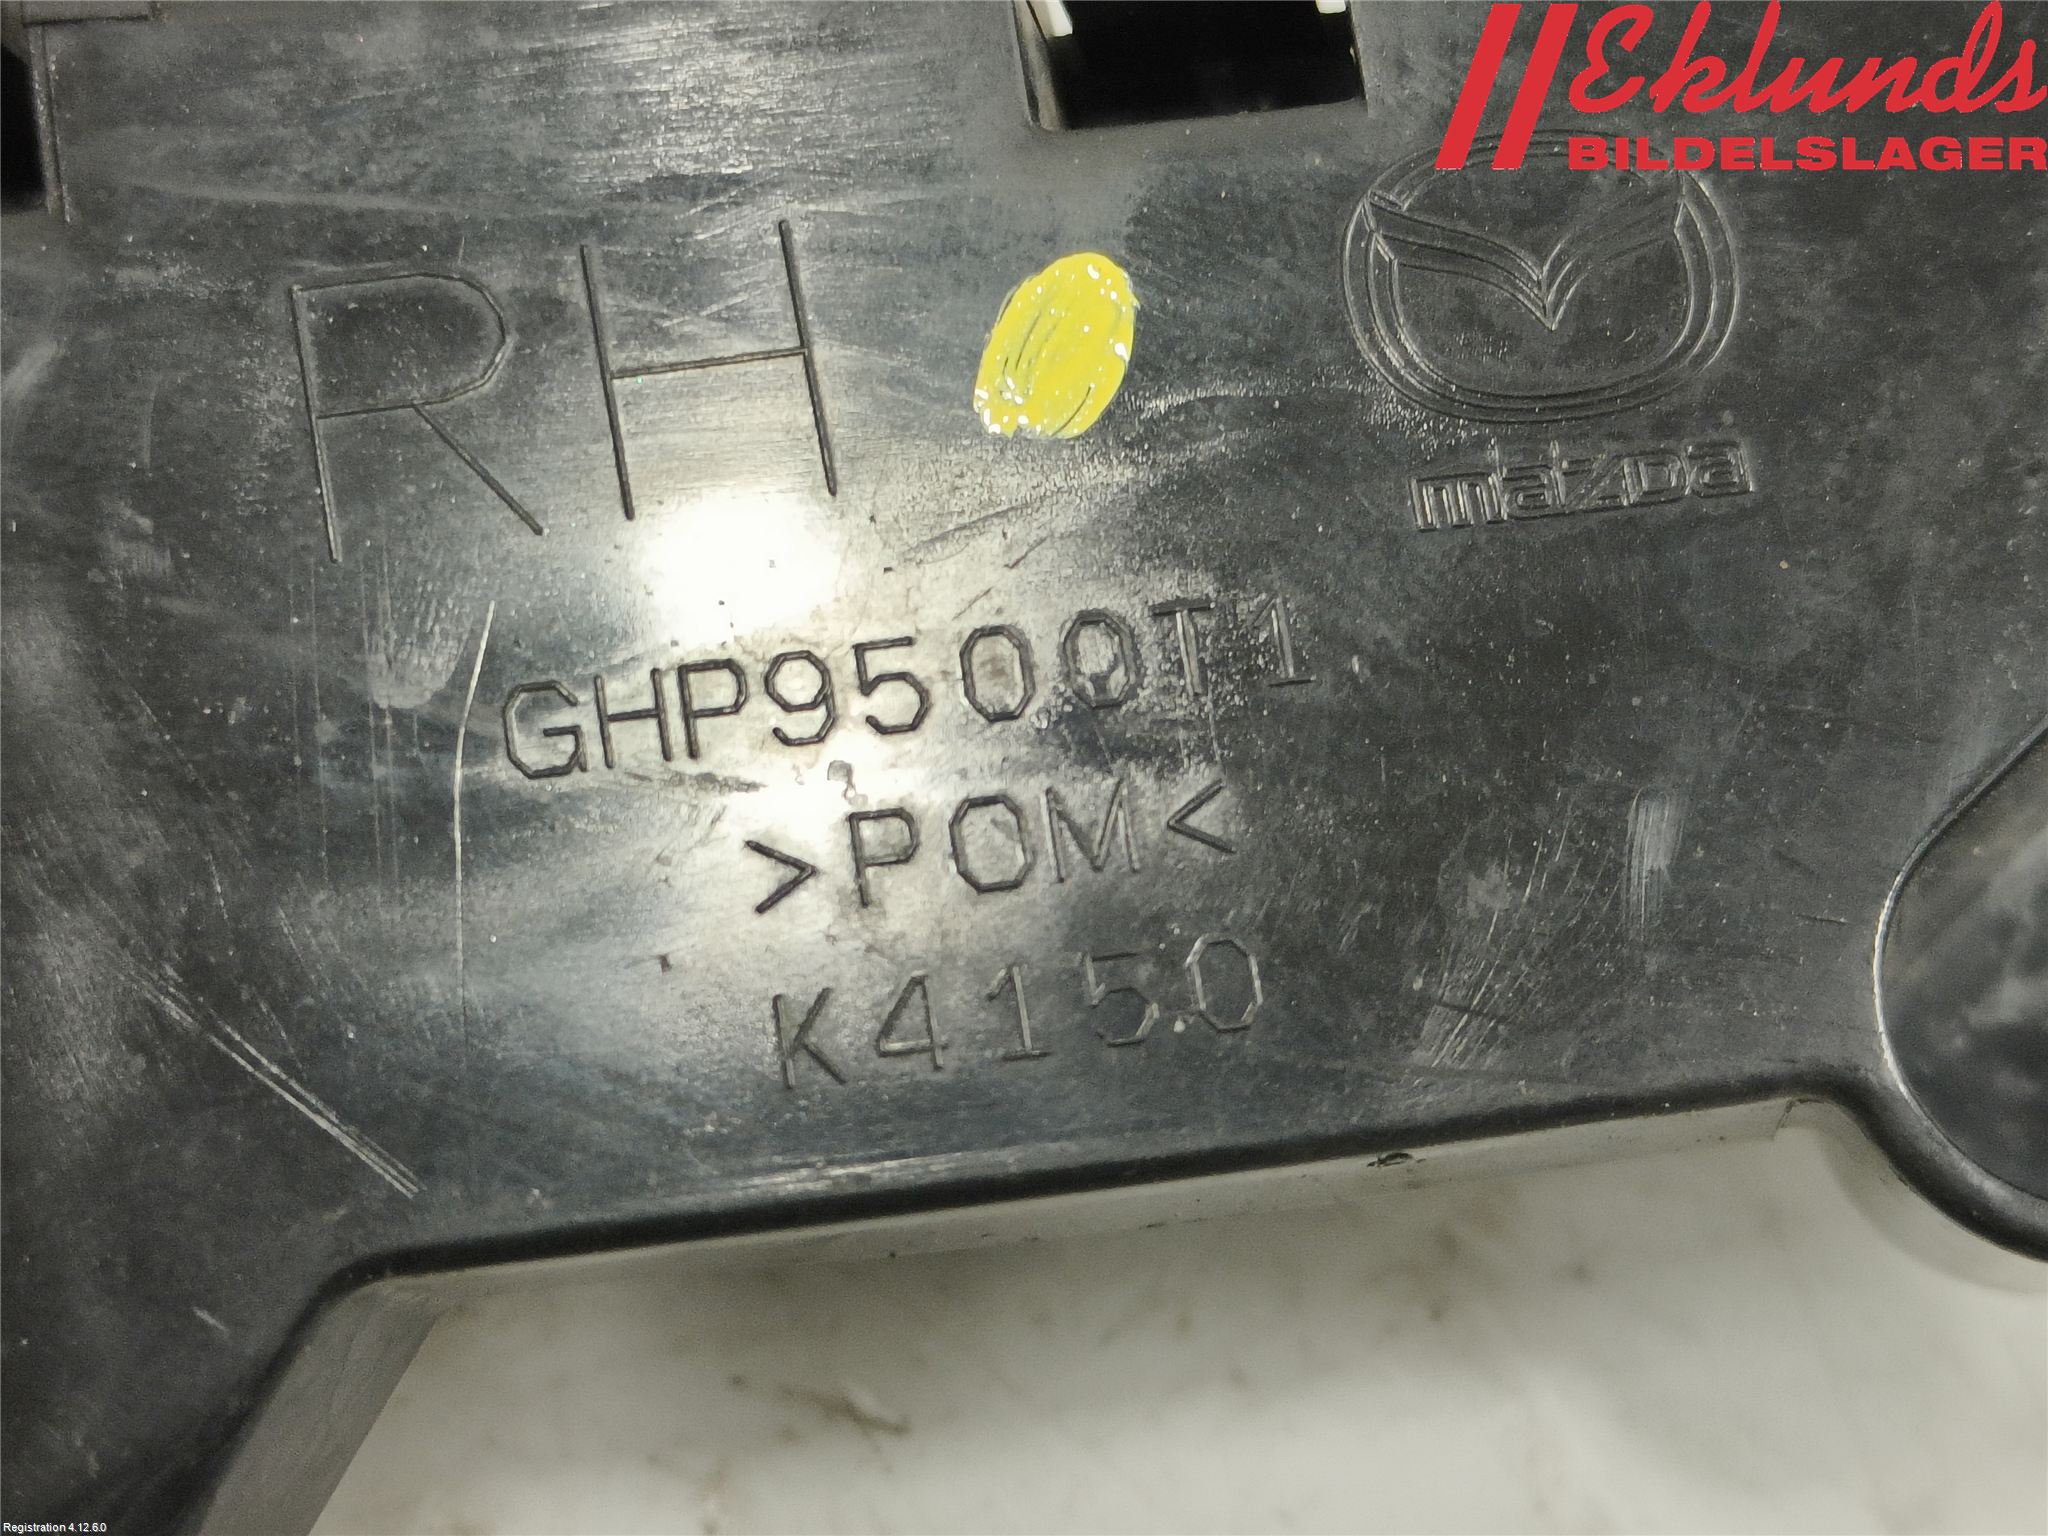 Eklunds
BILDELSLAGER
RH
mazda
GHP9500T1
>POM<
K4150
Registration 4.12.6.0